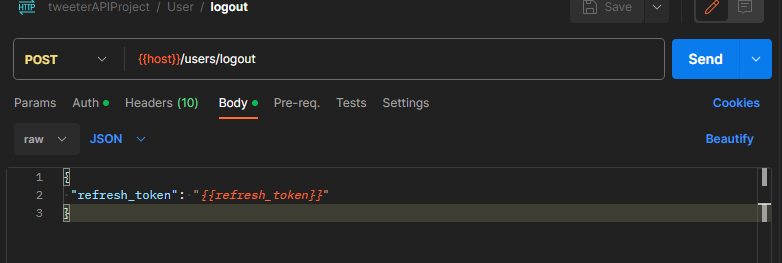 HTTP tweeterAPIProject / User / logout Save
POST {{host}}/users/logout Send
Params Auth Headers (10) Body Pre-req. Tests Settings Cookies
raw JSON Beautify
1 {
2 "refresh_token": "{{refresh_token}}"
3 }